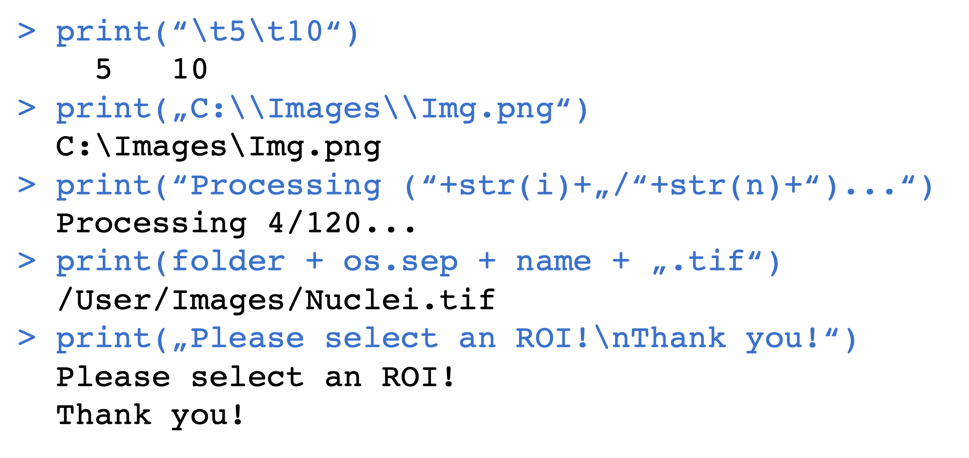 > print(“\t5\t10“)
5 10
> print(„C:\\Images\\Img.png“)
C:\Images\Img.png
> print(“Processing (“+str(i)+„/“+str(n)+“)...“)
Processing 4/120...
> print(folder + os.sep + name + „.tif“)
/User/Images/Nuclei.tif
> print(„Please select an ROI!\nThank you!“)
Please select an ROI!
Thank you!